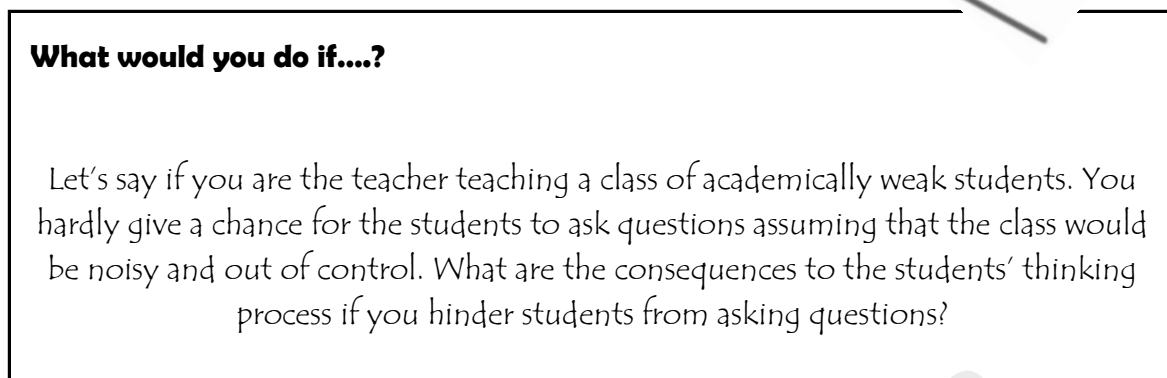 What would you do if....?
Let's say if you are the teacher teaching a class of academically weak students. You
hardly give a chance for the students to ask questions assuming that the class would
be noisy and out of control. What are the consequences to the students' thinking
process if you hinder students from asking questions?